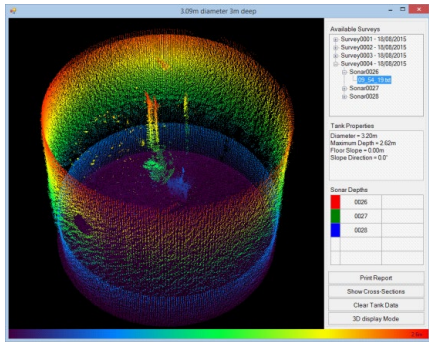 3.09m diameter 3m deep
Available Surveys
Survey0001 - 18/08/2015
Survey0002 - 18/08/2015
Survey0003 - 18/08/2015
Survey0004 - 18/08/2015
Sonar0026
09_54_19.txt
Sonar0027
Sonar0028
Tank Properties
Diameter = 3.20m
Maximum Depth = 2.62m
Floor Slope = 0.00m
Slope Direction = 0.0°
Sonar Depths
0026
0027
0028
Print Report
Show Cross-Sections
Clear Tank Data
3D display Mode